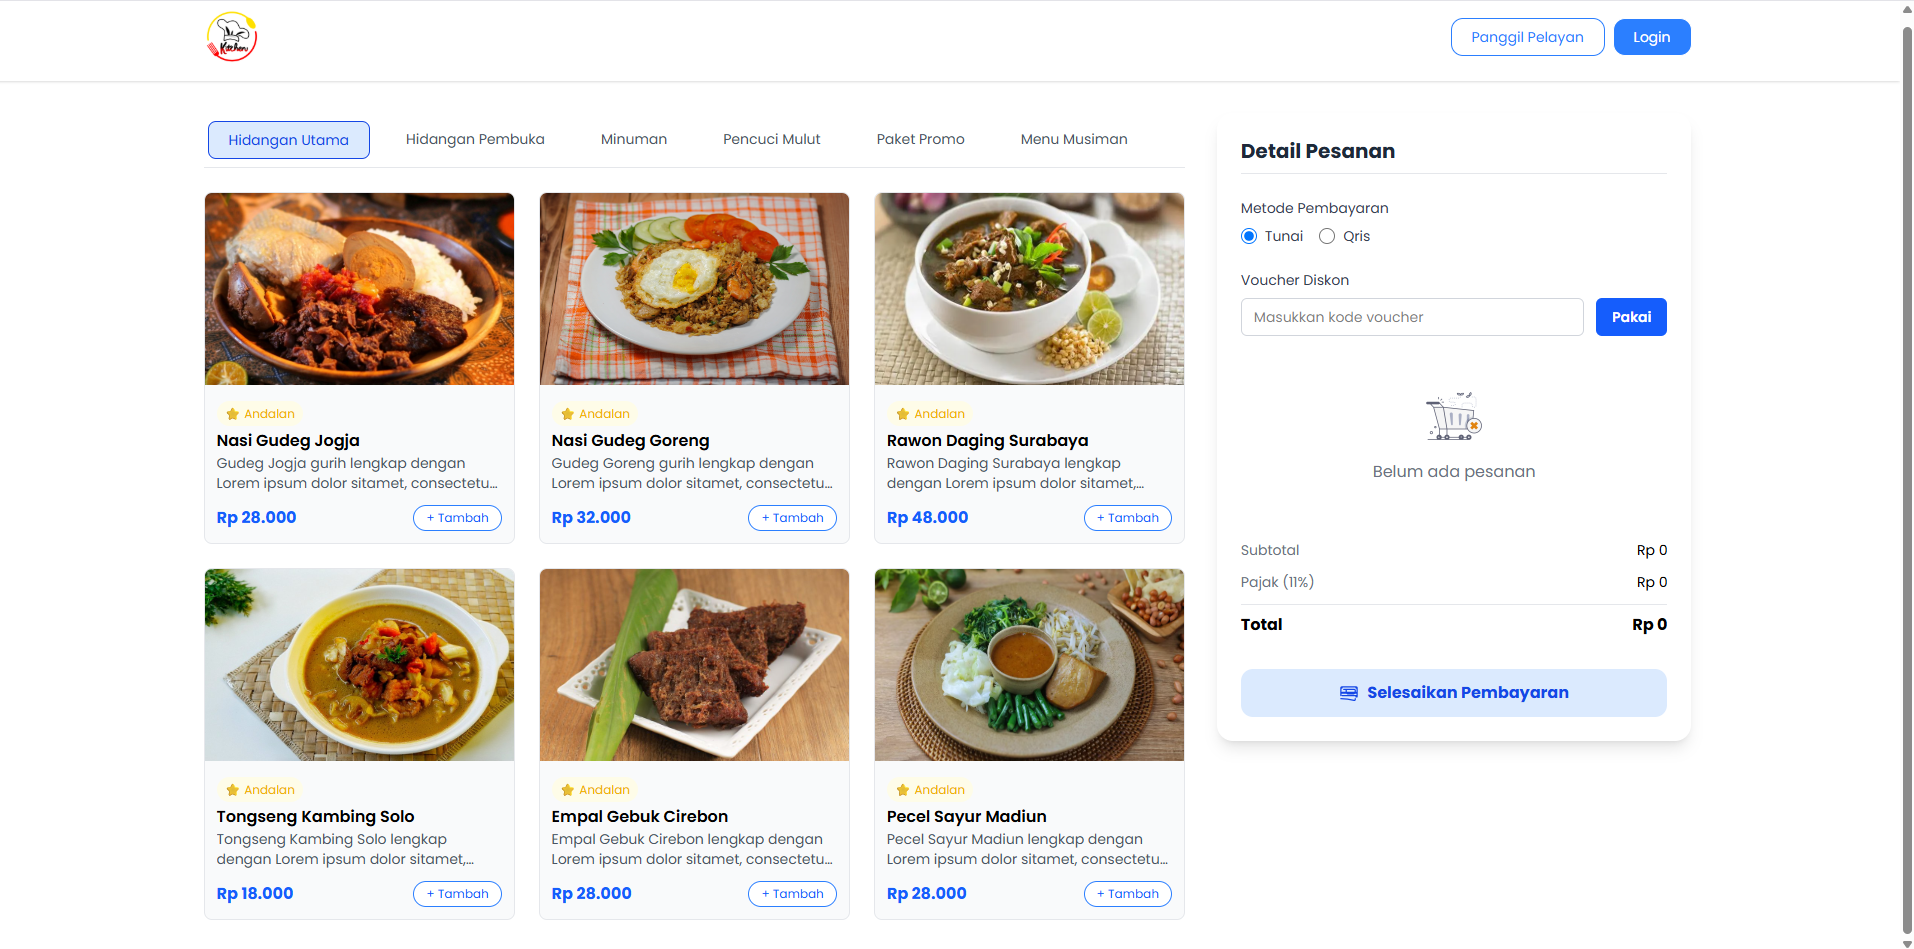 Kitchen
Panggil Pelayan
Login
Hidangan Utama
Hidangan Pembuka
Minuman
Pencuci Mulut
Paket Promo
Menu Musiman
Andalan
Nasi Gudeg Jogja
Gudeg Jogja gurih lengkap dengan
Lorem ipsum dolor sitamet, consectetu...
Rp 28.000
+ Tambah
Andalan
Nasi Gudeg Goreng
Gudeg Goreng gurih lengkap dengan
Lorem ipsum dolor sitamet, consectetu...
Rp 32.000
+ Tambah
Andalan
Rawon Daging Surabaya
Rawon Daging Surabaya lengkap
dengan Lorem ipsum dolor sitamet,...
Rp 48.000
+ Tambah
Andalan
Tongseng Kambing Solo
Tongseng Kambing Solo lengkap
dengan Lorem ipsum dolor sitamet,...
Rp 18.000
+ Tambah
Andalan
Empal Gebuk Cirebon
Empal Gebuk Cirebon lengkap dengan
Lorem ipsum dolor sitamet, consectetu...
Rp 28.000
+ Tambah
Andalan
Pecel Sayur Madiun
Pecel Sayur Madiun lengkap dengan
Lorem ipsum dolor sitamet, consectetu...
Rp 28.000
+ Tambah
Detail Pesanan
Metode Pembayaran
Tunai
Qris
Voucher Diskon
Masukkan kode voucher
Pakai
Belum ada pesanan
Subtotal Rp 0
Pajak (11%) Rp 0
Total Rp 0
Selesaikan Pembayaran